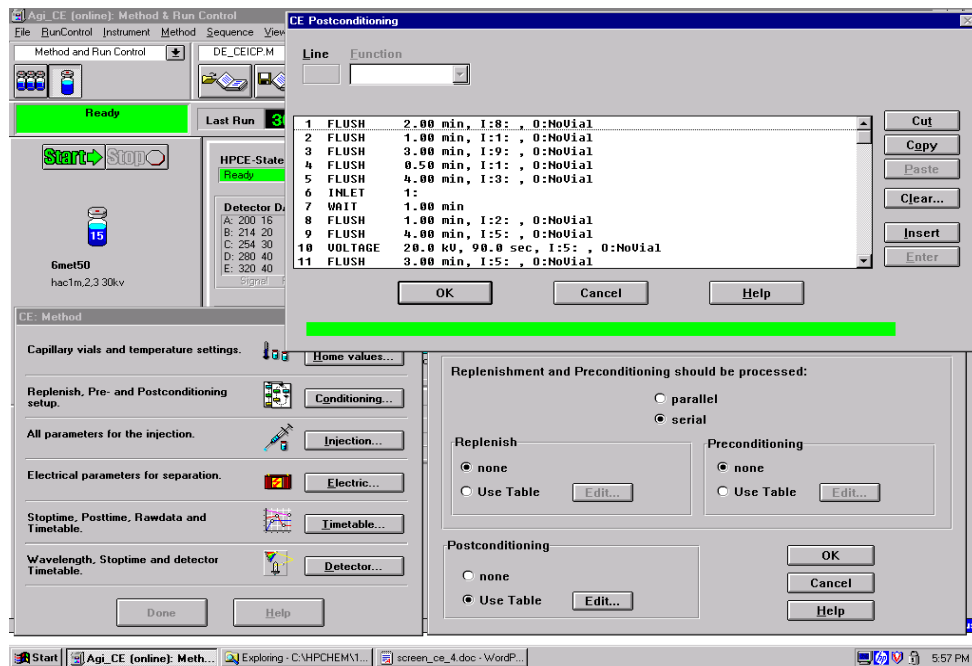 Agi_CE (online): Method & Run Control
File RunControl Instrument Method Sequence View
Method and Run Control
DE_CEICP.M
Ready
Last Run
Start
Stop
HPCE-State
Ready
15
6met50
hac1m,2,3 30kv
A: 200 16
B: 214 20
C: 254 30
D: 280 40
E: 320 40
Signal
CE Postconditioning
Line Function
1 FLUSH 2.00 min, I:8: , O:NoVial
2 FLUSH 1.00 min, I:1: , O:NoVial
3 FLUSH 3.00 min, I:9: , O:NoVial
4 FLUSH 0.50 min, I:1: , O:NoVial
5 FLUSH 4.00 min, I:3: , O:NoVial
6 INLET 1:
7 WAIT 1.00 min
8 FLUSH 1.00 min, I:2: , O:NoVial
9 FLUSH 4.00 min, I:5: , O:NoVial
10 VOLTAGE 20.0 kV, 90.0 sec, I:5: , O:NoVial
11 FLUSH 3.00 min, I:5: , O:NoVial
Cut
Copy
Paste
Clear...
Insert
Enter
OK Cancel Help
CE: Method
Capillary vials and temperature settings.
Home values...
Replenish, Pre- and Postconditioning
setup.
Conditioning...
All parameters for the injection.
Injection...
Electrical parameters for separation.
Electric...
Stoptime, Posttime, Rawdata and
Timetable.
Timetable...
Wavelength, Stoptime and detector
Timetable.
Detector...
Done Help
Replenishment and Preconditioning should be processed:
parallel
serial
Replenish
none
Use Table Edit...
Preconditioning
none
Use Table Edit...
Postconditioning
none
Use Table Edit...
OK
Cancel
Help
Start
Agi_CE (online): Meth...
Exploring - C:\HPCHEM\1...
screen_ce_4.doc - WordP...
5:57 PM